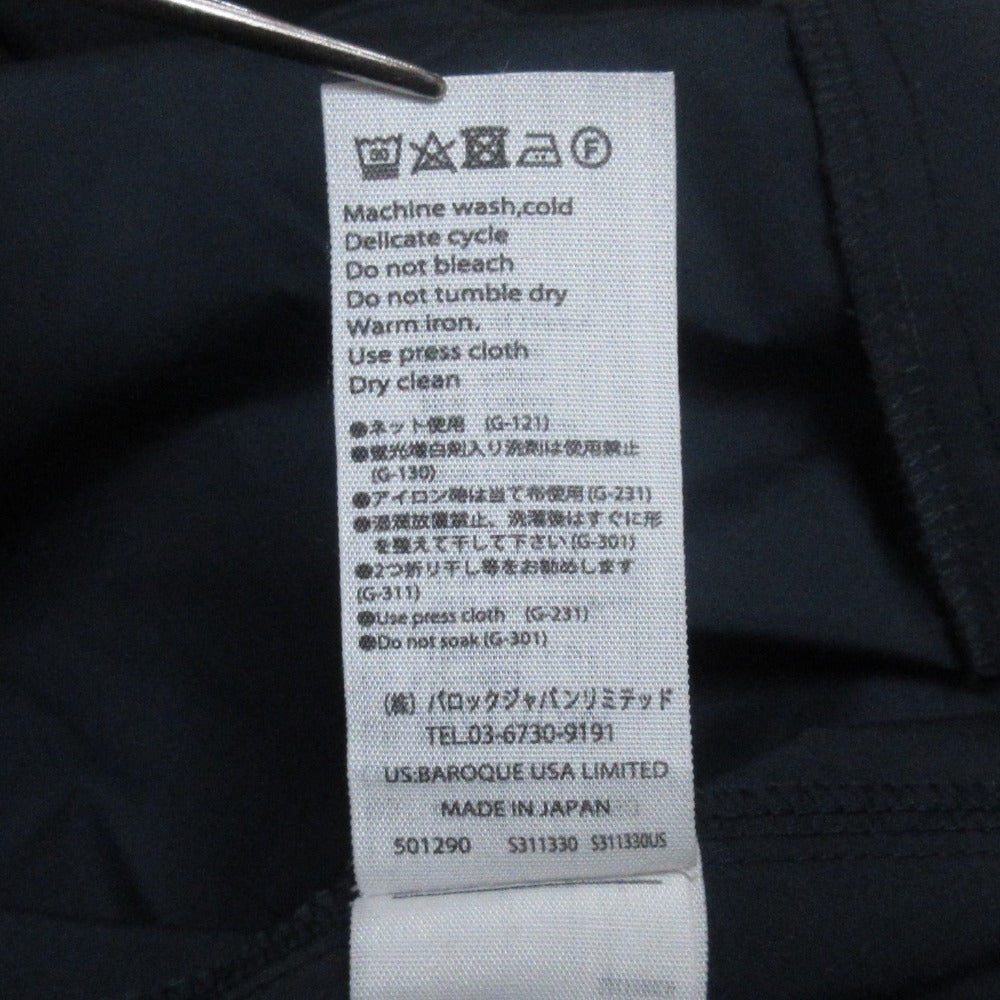 F
Machine wash,cold
Delicate cycle
Do not bleach
Do not tumble dry
Warm iron.
Use press cloth
Dry clean
●ネット使用 (G-121)
●蛍光増白剤入り洗剤は使用禁止
(G-130)
●アイロン時は当て布使用(G-231)
●湿潤放置禁止、洗濯後はすぐに形
を整えて干して下さい(G-301)
●2つ折り干し等をお勧めします
(G-311)
●Use press cloth (G-231)
●Do not soak (G-301)
(株) バロックジャパンリミテッド
TEL.03-6730-9191
US:BAROQUE USA LIMITED
MADE IN JAPAN
501290 S311330 S311330US